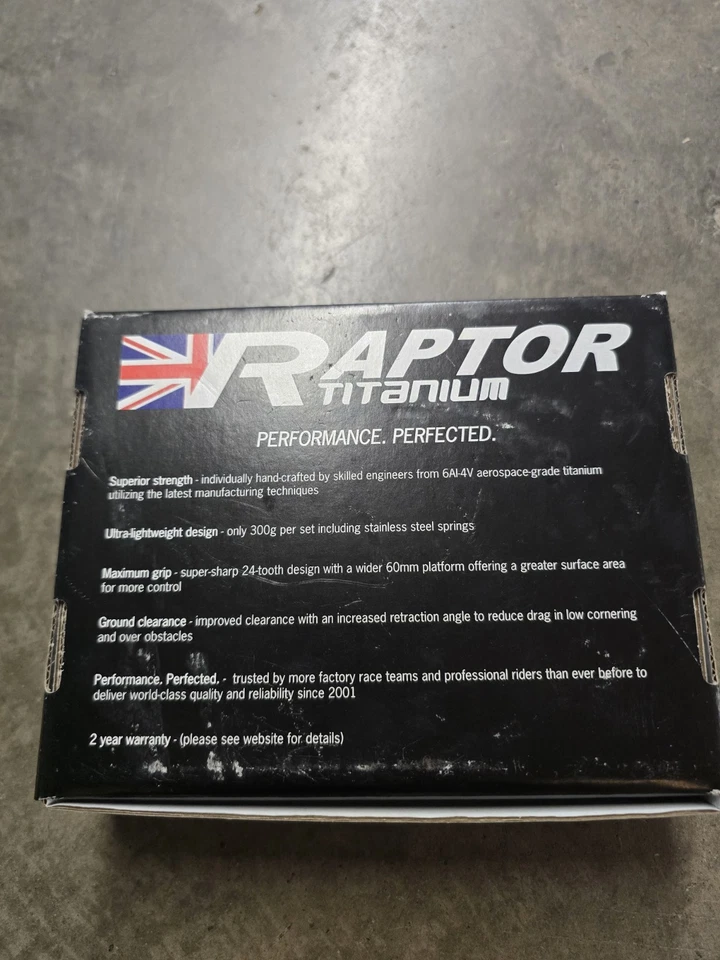 RAPTOR
TITANIUM
PERFORMANCE. PERFECTED.
Superior strength - individually hand-crafted by skilled engineers from 6Al-4V aerospace-grade titanium
utilizing the latest manufacturing techniques
Ultra-lightweight design - only 300g per set including stainless steel springs
Maximum grip - super-sharp 24-tooth design with a wider 60mm platform offering a greater surface area
for more control
Ground clearance - improved clearance with an increased retraction angle to reduce drag in low cornering
and over obstacles
Performance. Perfected. - trusted by more factory race teams and professional riders than ever before to
deliver world-class quality and reliability since 2001
2 year warranty - (please see website for details)